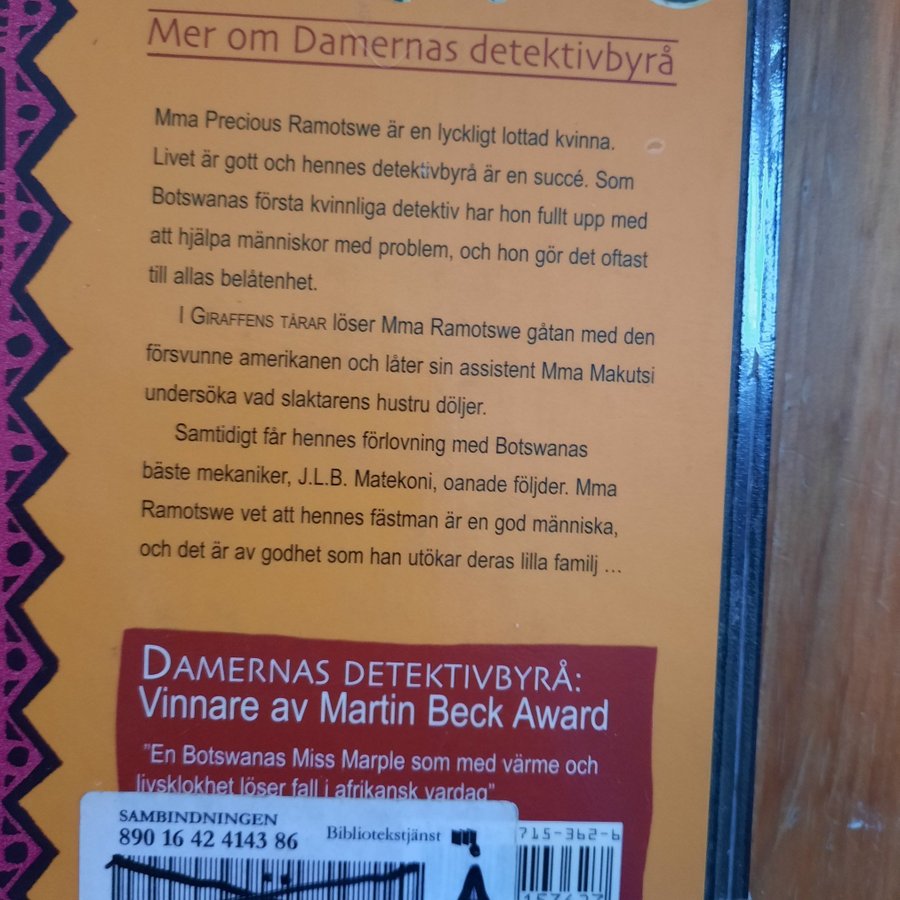 Mer om Damernas detektivbyrå
Mma Precious Ramotswe är en lyckligt lottad kvinna.
Livet är gott och hennes detektivbyrå är en succé. Som
Botswanas första kvinnliga detektiv har hon fullt upp med
att hjälpa människor med problem, och hon gör det oftast
till allas belåtenhet.
I GIRAFFENS TÅRAR löser Mma Ramotswe gåtan med den
försvunne amerikanen och låter sin assistent Mma Makutsi
undersöka vad slaktarens hustru döljer.
Samtidigt får hennes förlovning med Botswanas
bäste mekaniker, J.L.B. Matekoni, oanade följder. Mma
Ramotswe vet att hennes fästman är en god människa,
och det är av godhet som han utökar deras lilla familj ...
DAMERNAS DETEKTIVBYRÅ:
Vinnare av Martin Beck Award
"En Botswanas Miss Marple som med värme och
livsklokhet löser fall i afrikansk vardag"
SAMBINDNINGEN
890 16 42 4143 86
Bibliotekstjänst
715-362-6